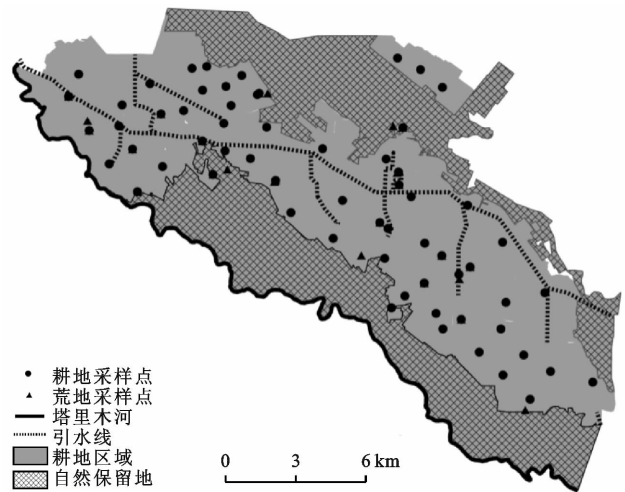 耕地采样点
荒地采样点
塔里木河
引水线
耕地区域
自然保留地
0 3 6 km